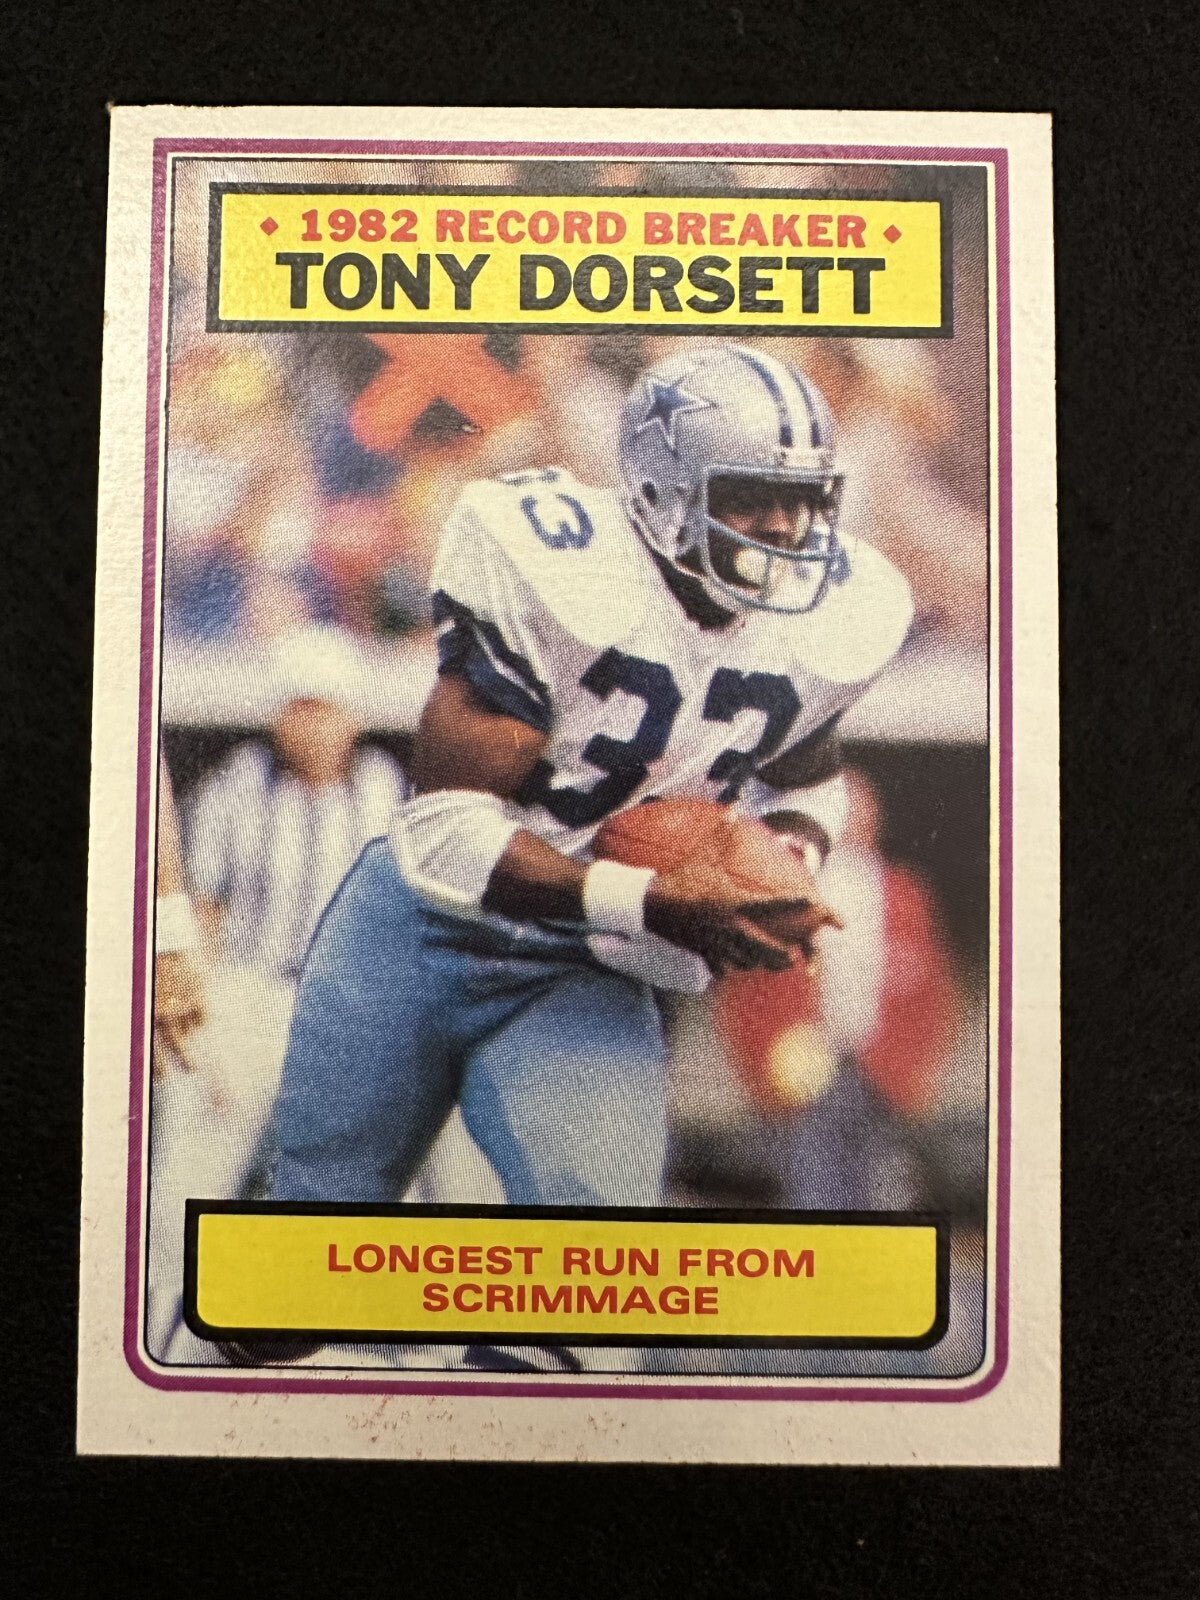 ◆ 1982 RECORD BREAKER ◆
TONY DORSETT
33
33
LONGEST RUN FROM
SCRIMMAGE